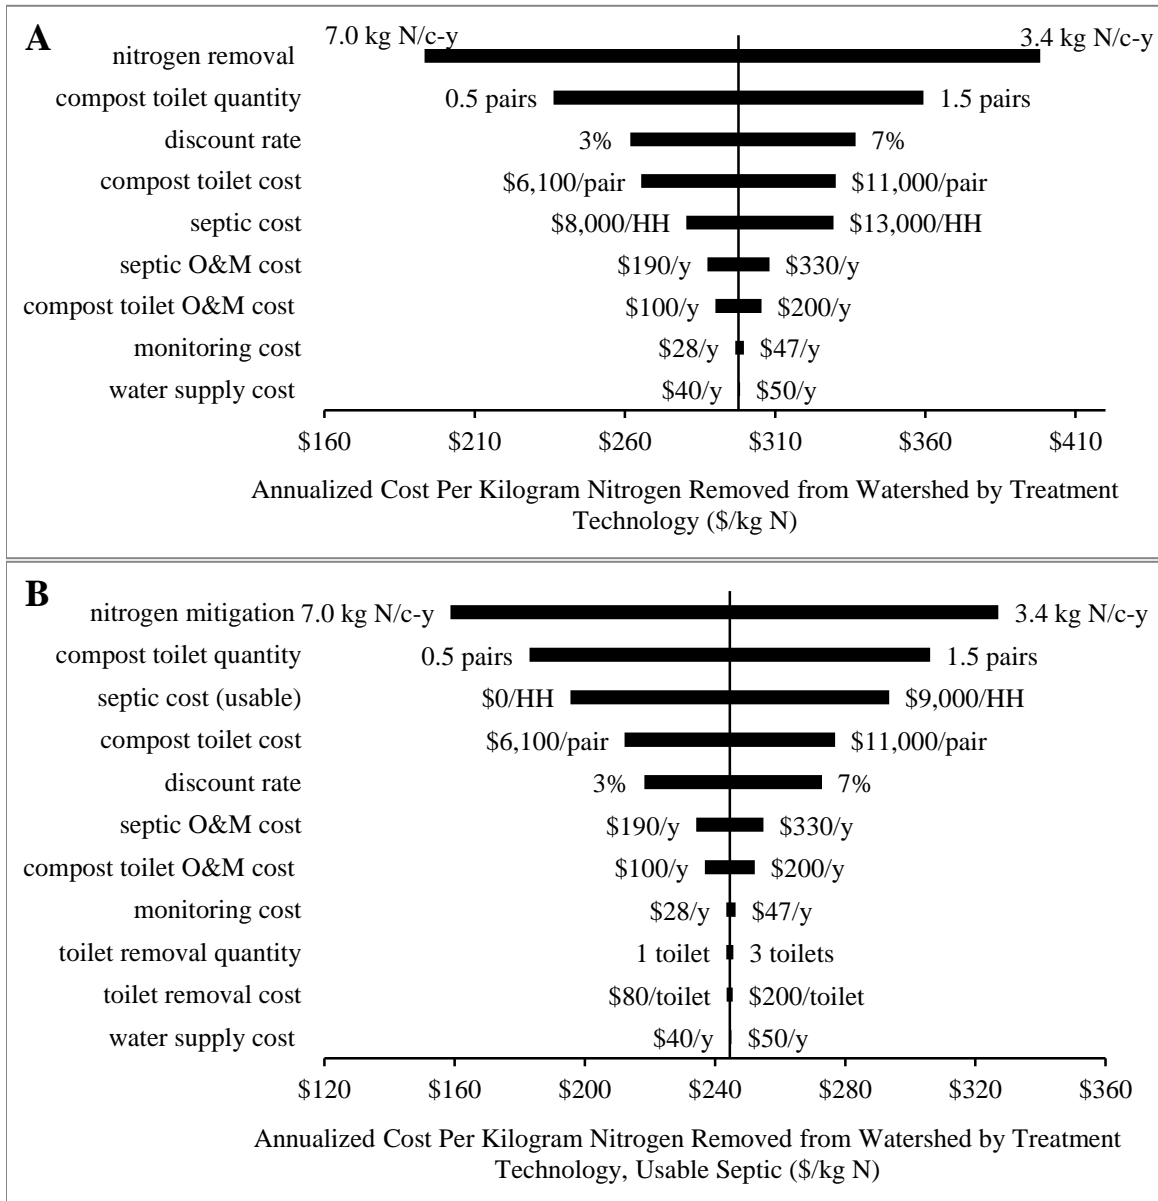 A
7.0 kg N/c-y
3.4 kg N/c-y
nitrogen removal
compost toilet quantity 0.5 pairs 1.5 pairs
discount rate 3% 7%
compost toilet cost $6,100/pair $11,000/pair
septic cost $8,000/HH $13,000/HH
septic O&M cost $190/y $330/y
compost toilet O&M cost $100/y $200/y
monitoring cost $28/y $47/y
water supply cost $40/y $50/y
$160 $210 $260 $310 $360 $410
Annualized Cost Per Kilogram Nitrogen Removed from Watershed by Treatment
Technology ($/kg N)
B
nitrogen mitigation 7.0 kg N/c-y 3.4 kg N/c-y
compost toilet quantity 0.5 pairs 1.5 pairs
septic cost (usable) $0/HH $9,000/HH
compost toilet cost $6,100/pair $11,000/pair
discount rate 3% 7%
septic O&M cost $190/y $330/y
compost toilet O&M cost $100/y $200/y
monitoring cost $28/y $47/y
toilet removal quantity 1 toilet 3 toilets
toilet removal cost $80/toilet $200/toilet
water supply cost $40/y $50/y
$120 $160 $200 $240 $280 $320 $360
Annualized Cost Per Kilogram Nitrogen Removed from Watershed by Treatment
Technology, Usable Septic ($/kg N)